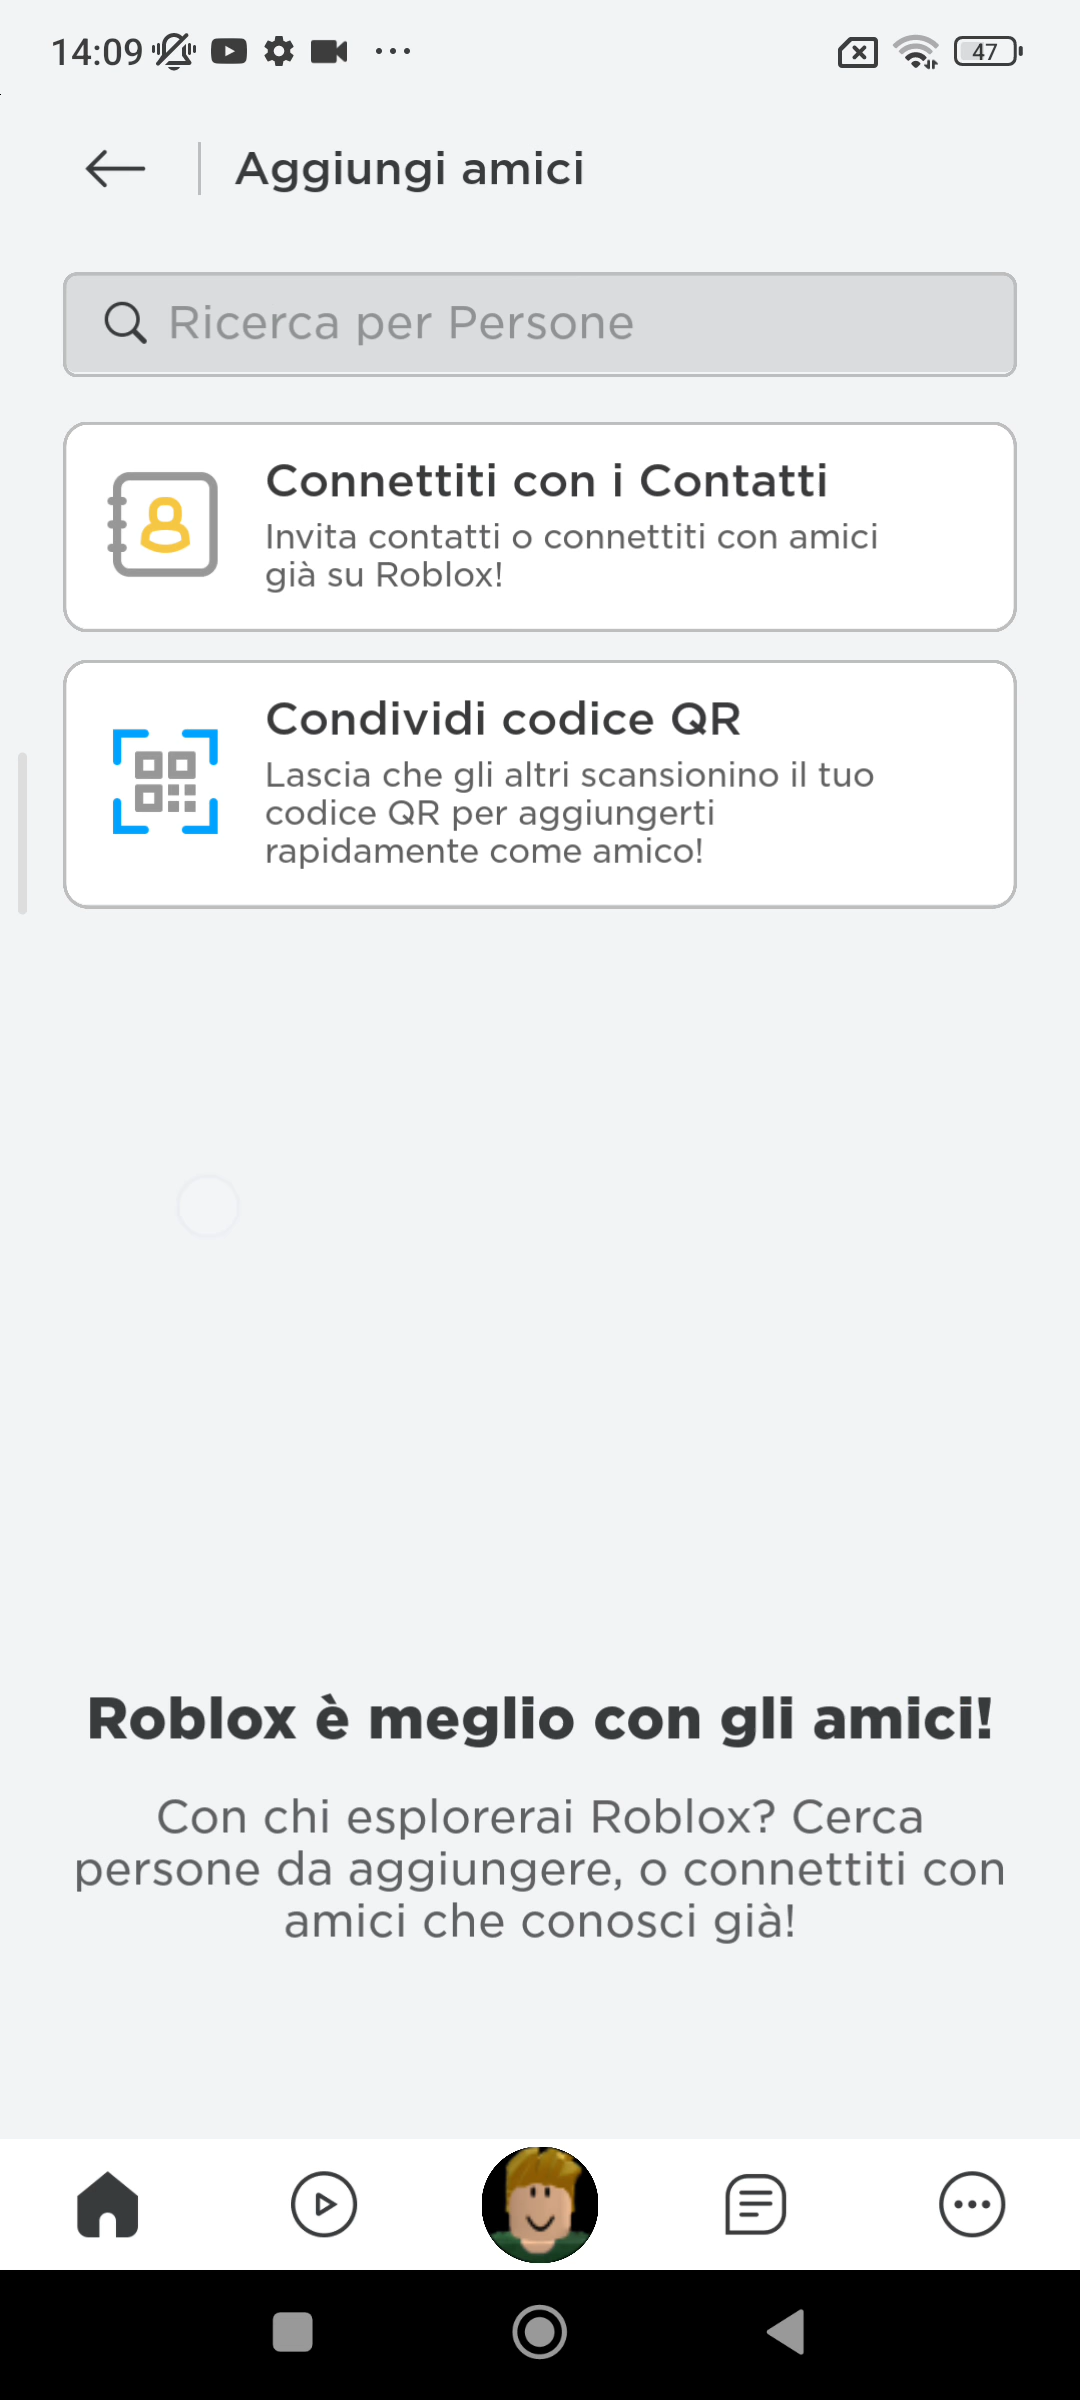 14:09
47
Aggiungi amici
Ricerca per Persone
Connettiti con i Contatti
Invita contatti o connettiti con amici
già su Roblox!
Condividi codice QR
Lascia che gli altri scansionino il tuo
codice QR per aggiungerti
rapidamente come amico!
Roblox è meglio con gli amici!
Con chi esplorerai Roblox? Cerca
persone da aggiungere, o connettiti con
amici che conosci già!